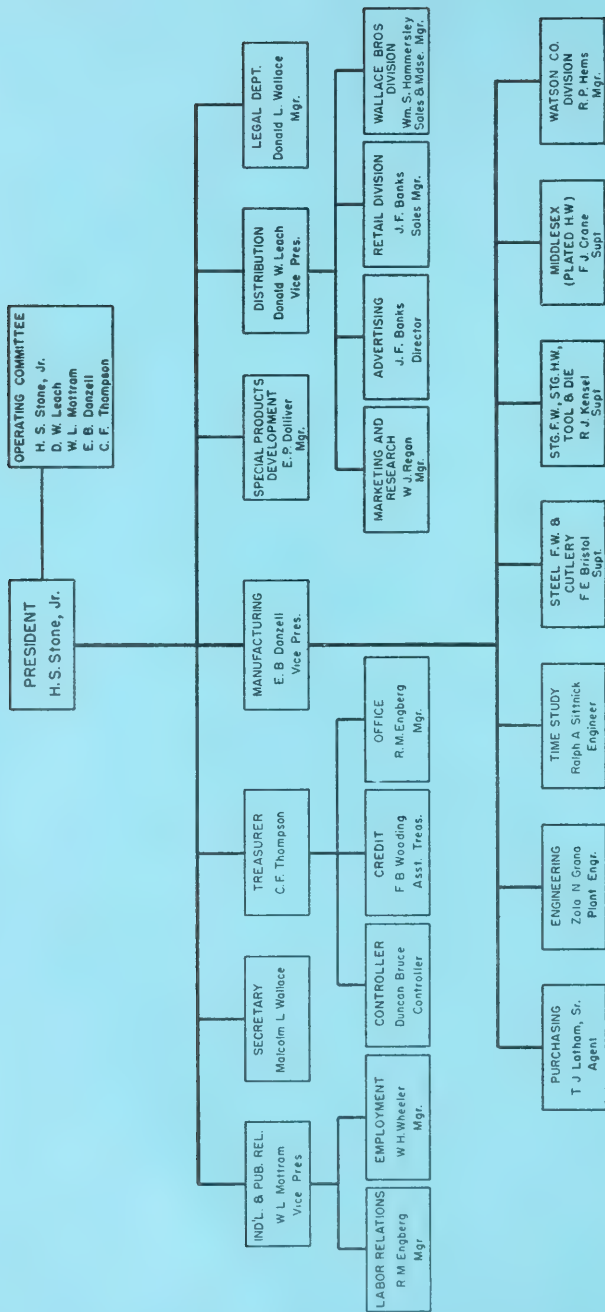 PRESIDENT
H. S. Stone, Jr.
OPERATING COMMITTEE
H. S. Stone, Jr.
D. W. Leach
W. L. Mottram
E. B. Danzell
C. F. Thompson
IND'L. & PUB. REL.
W. L. Mottram
Vice Pres
SECRETARY
Malcolm L. Wallace
TREASURER
C. F. Thompson
MANUFACTURING
E. B. Danzell
Vice Pres.
SPECIAL PRODUCTS
DEVELOPMENT
E. P. Dolliver
Mgr.
DISTRIBUTION
Donald W. Leach
Vice Pres.
LEGAL DEPT.
Donald L. Wallace
Mgr.
LABOR RELATIONS
R M Engberg
Mgr
EMPLOYMENT
W H. Wheeler
Mgr.
CONTROLLER
Duncan Bruce
Controller
CREDIT
F B Wooding
Asst. Treas.
OFFICE
R. M. Engberg
Mgr.
MARKETING AND
RESEARCH
W J. Regan
Mgr.
ADVERTISING
J. F. Banks
Director
RETAIL DIVISION
J. F. Banks
Sales Mgr.
WALLACE BROS
DIVISION
Wm. S. Hammersley
Sales & Mdse. Mgr.
PURCHASING
T J Latham, Sr.
Agent
ENGINEERING
Zola N Grana
Plant Engr.
TIME STUDY
Ralph A Sittnick
Engineer
STEEL F.W. &
CUTLERY
F E Bristol
Supt.
STG. F.W., STG. H.W,
TOOL & DIE
R J Kensel
Supt
MIDDLESEX
(PLATED H.W)
F J. Crane
Supt
WATSON CO.
DIVISION
R. P. Hems
Mgr.